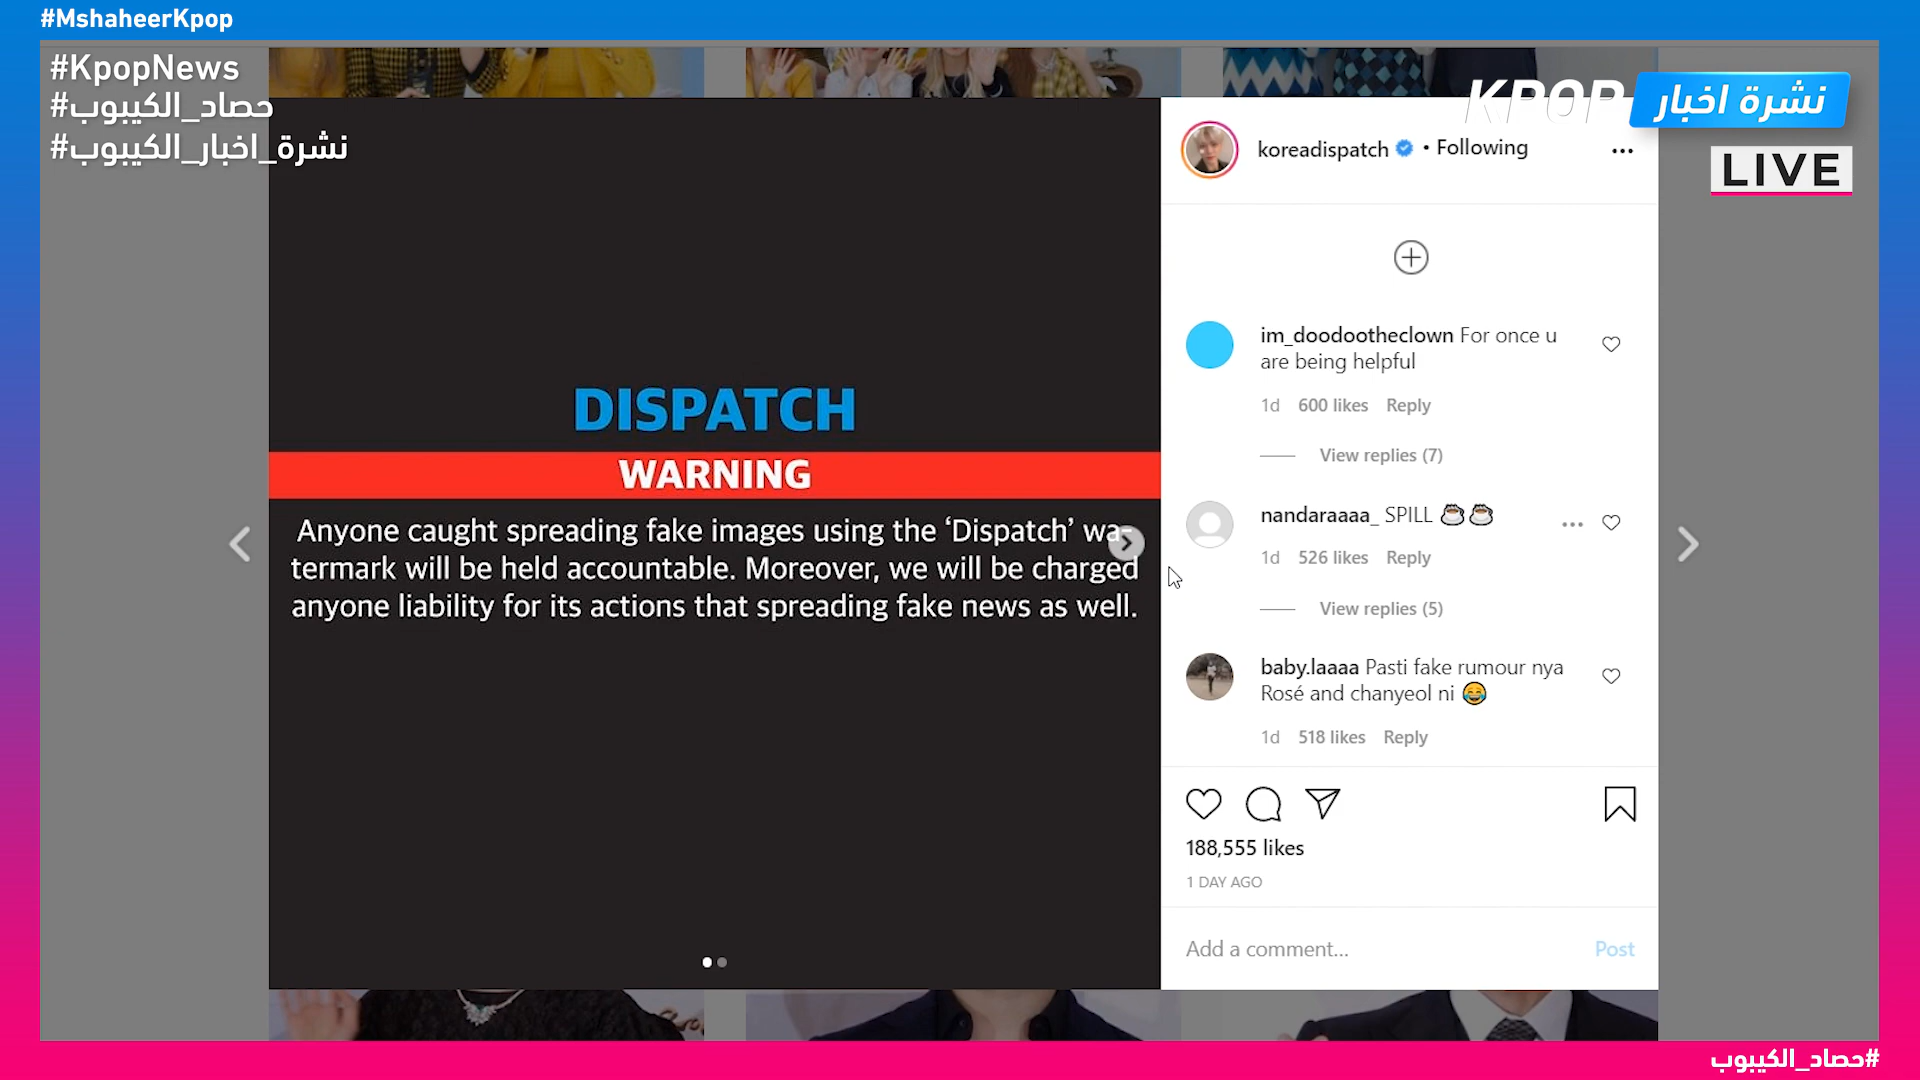 #MshaheerKpop
#KpopNews
#حصاد_الكيبوب
#نشرة_اخبار_الكيبوب
KPOP نشرة اخبار
LIVE
koreadispatch • Following
DISPATCH
WARNING
Anyone caught spreading fake images using the ‘Dispatch’ wa-
termark will be held accountable. Moreover, we will be charged
anyone liability for its actions that spreading fake news as well.
im_doodootheclown For once u
are being helpful
1d 600 likes Reply
View replies (7)
nandaraaaa_ SPILL ☕☕
1d 526 likes Reply
View replies (5)
baby.laaaa Pasti fake rumour nya
Rosé and chanyeol ni 😂
1d 518 likes Reply
188,555 likes
1 DAY AGO
Add a comment... Post
#حصاد_الكيبوب